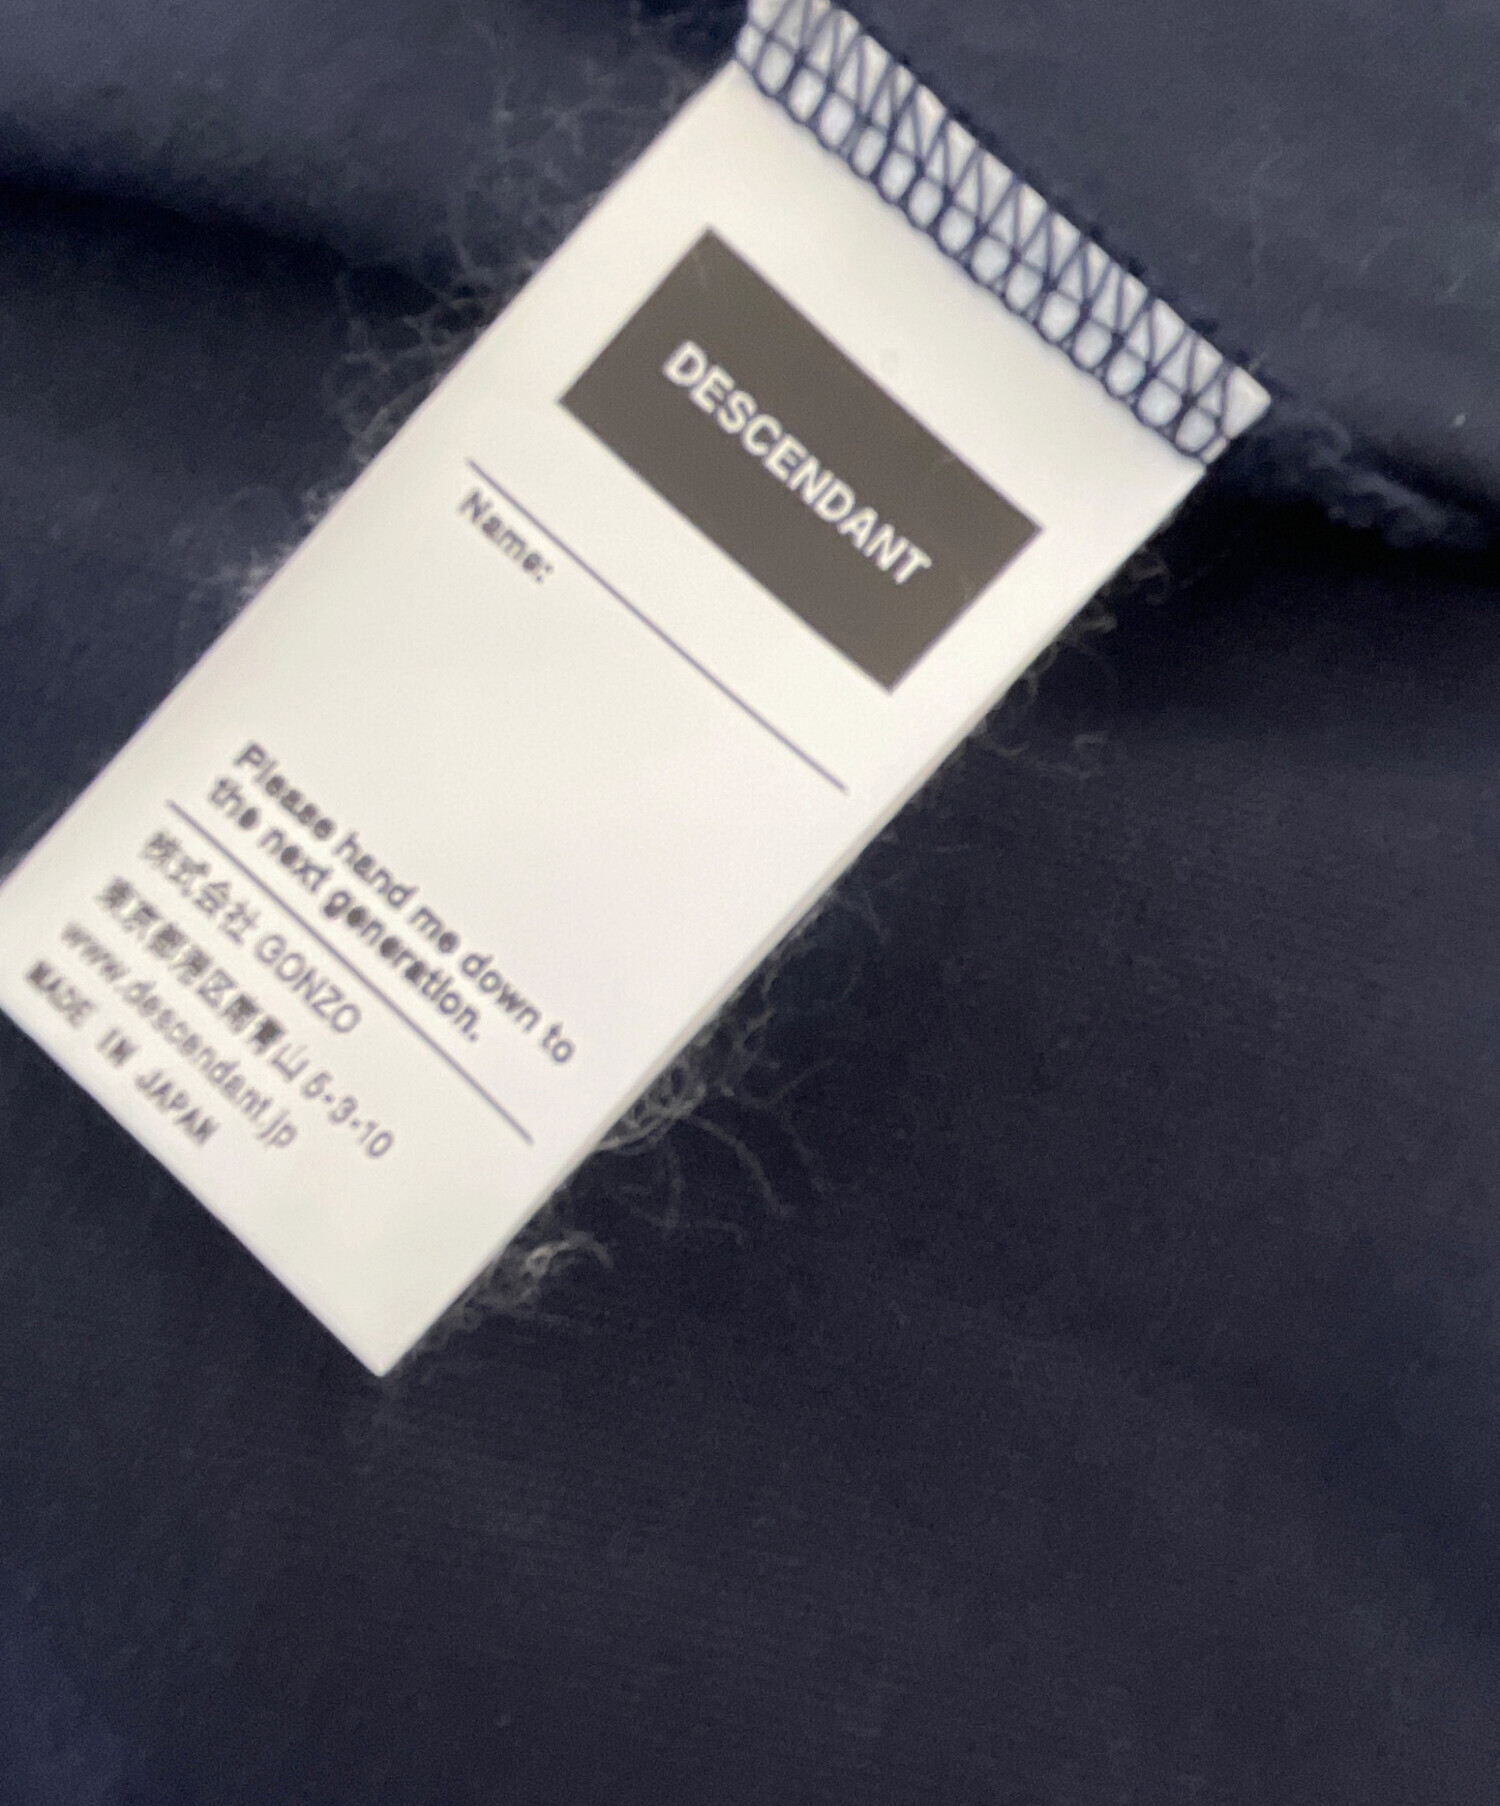 DESCENDANT
Name:
Please hand me down to
the next generation.
株式会社 GONZO
東京都港区南青山 5-3-10
www.descendant.jp
MADE IN JAPAN